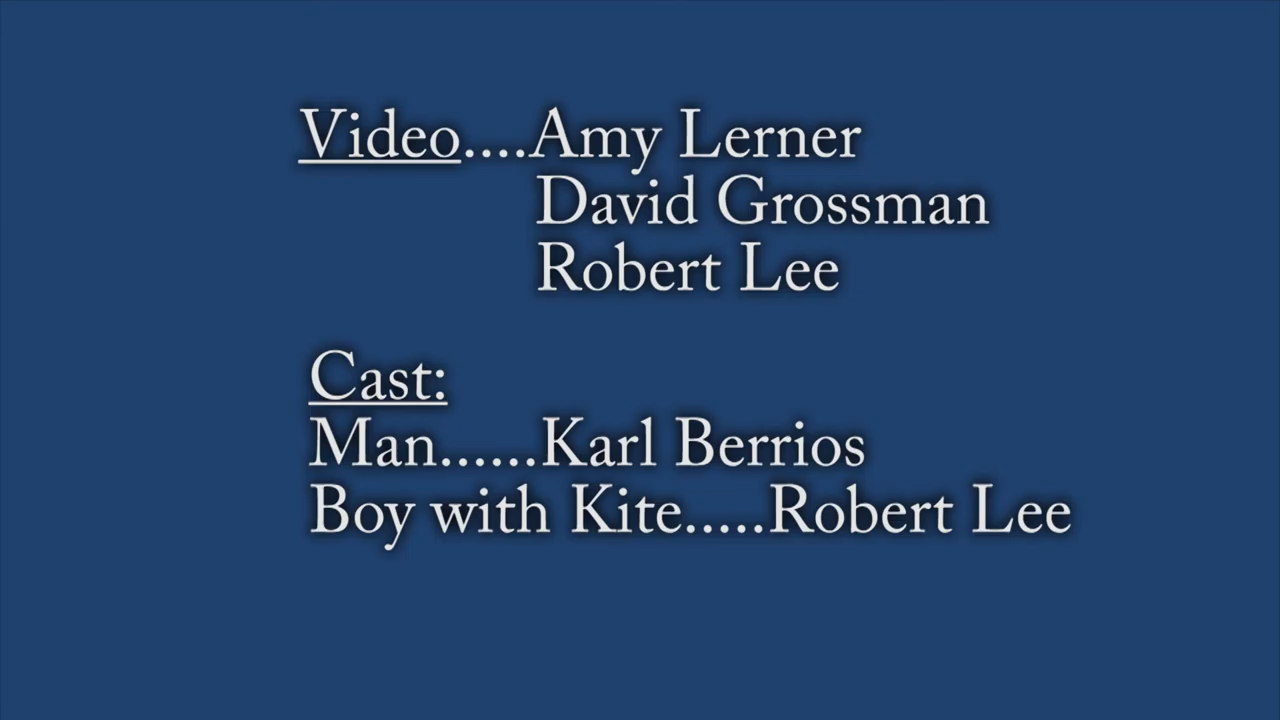 Video....Amy Lerner
David Grossman
Robert Lee
Cast:
Man......Karl Berrios
Boy with Kite.....Robert Lee